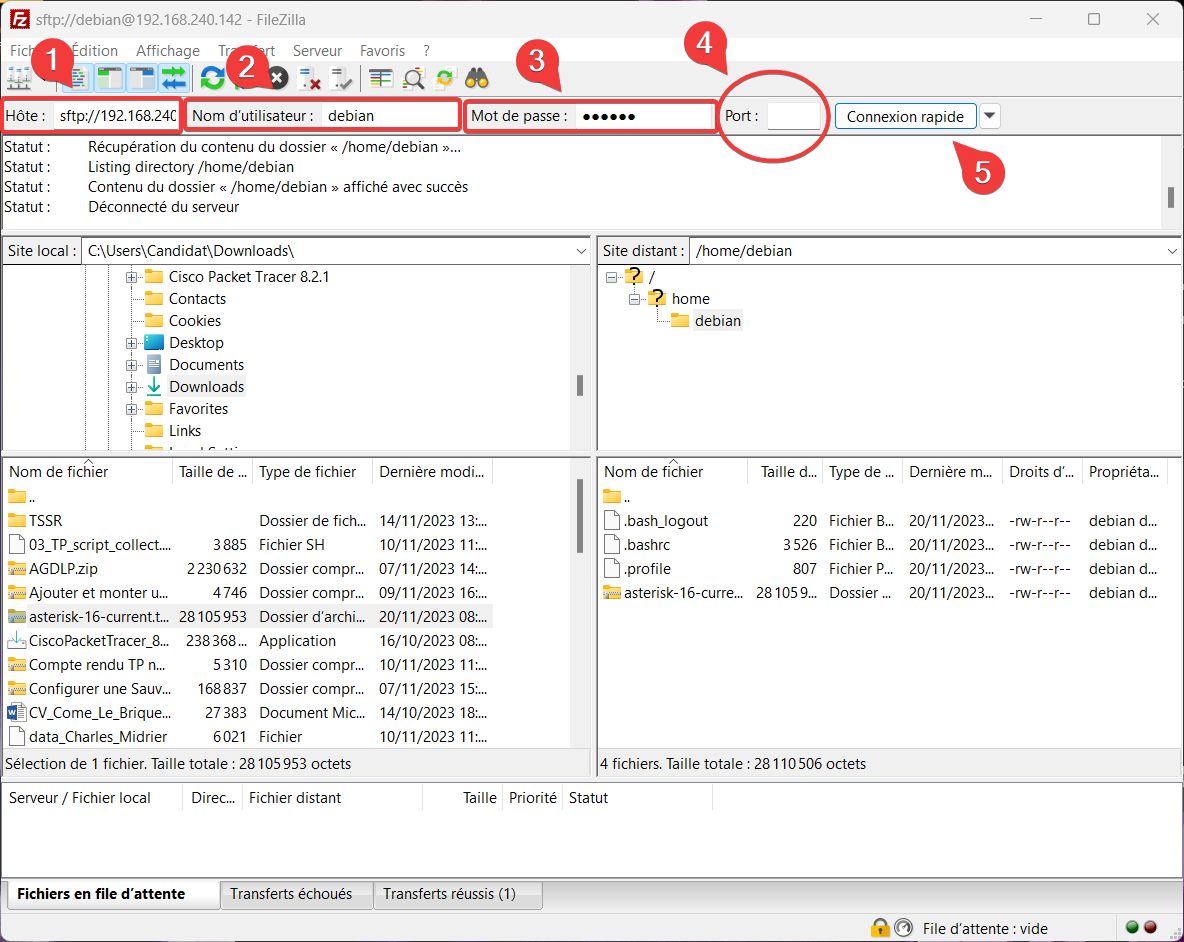 sftp://debian@192.168.240.142 - FileZilla
Édition Affichage Serveur Favoris ?
1 2 3 4
Hôte : sftp://192.168.240 Nom d'utilisateur : debian Mot de passe : ●●●●●● Port : Connexion rapide
5
Statut : Récupération du contenu du dossier « /home/debian »...
Statut : Listing directory /home/debian
Statut : Contenu du dossier « /home/debian » affiché avec succès
Statut : Déconnecté du serveur
Site local : C:\Users\Candidat\Downloads\
Cisco Packet Tracer 8.2.1
Contacts
Cookies
Desktop
Documents
Downloads
Favorites
Links
Site distant : /home/debian
/
home
debian
Nom de fichier Taille de ... Type de fichier Dernière modi...
..
TSSR Dossier de fich... 14/11/2023 13:...
03_TP_script_collect.... 3 885 Fichier SH 10/11/2023 11:...
AGDLP.zip 2 230 632 Dossier compr... 07/11/2023 14:...
Ajouter et monter u... 4 746 Dossier compr... 09/11/2023 16:...
asterisk-16-current.t... 28 105 953 Dossier d'archi... 20/11/2023 08:...
CiscoPacketTracer_8... 238 368... Application 16/10/2023 08:...
Compte rendu TP n... 5 310 Dossier compr... 10/11/2023 11:...
Configurer une Sauv... 168 837 Dossier compr... 07/11/2023 15:...
CV_Come_Le_Brique... 27 383 Document Mic... 14/10/2023 18:...
data_Charles_Midrier 6 021 Fichier 10/11/2023 11:...
Sélection de 1 fichier. Taille totale : 28 105 953 octets
Nom de fichier Taille d... Type de ... Dernière m... Droits d'... Propriéta...
..
.bash_logout 220 Fichier B... 20/11/2023... -rw-r--r-- debian d...
.bashrc 3 526 Fichier B... 20/11/2023... -rw-r--r-- debian d...
.profile 807 Fichier P... 20/11/2023... -rw-r--r-- debian d...
asterisk-16-curre... 28 105 9... Dossier ... 20/11/2023... -rw-r--r-- debian d...
4 fichiers. Taille totale : 28 110 506 octets
Serveur / Fichier local Direc... Fichier distant Taille Priorité Statut
Fichiers en file d'attente Transferts échoués Transferts réussis (1)
File d'attente : vide